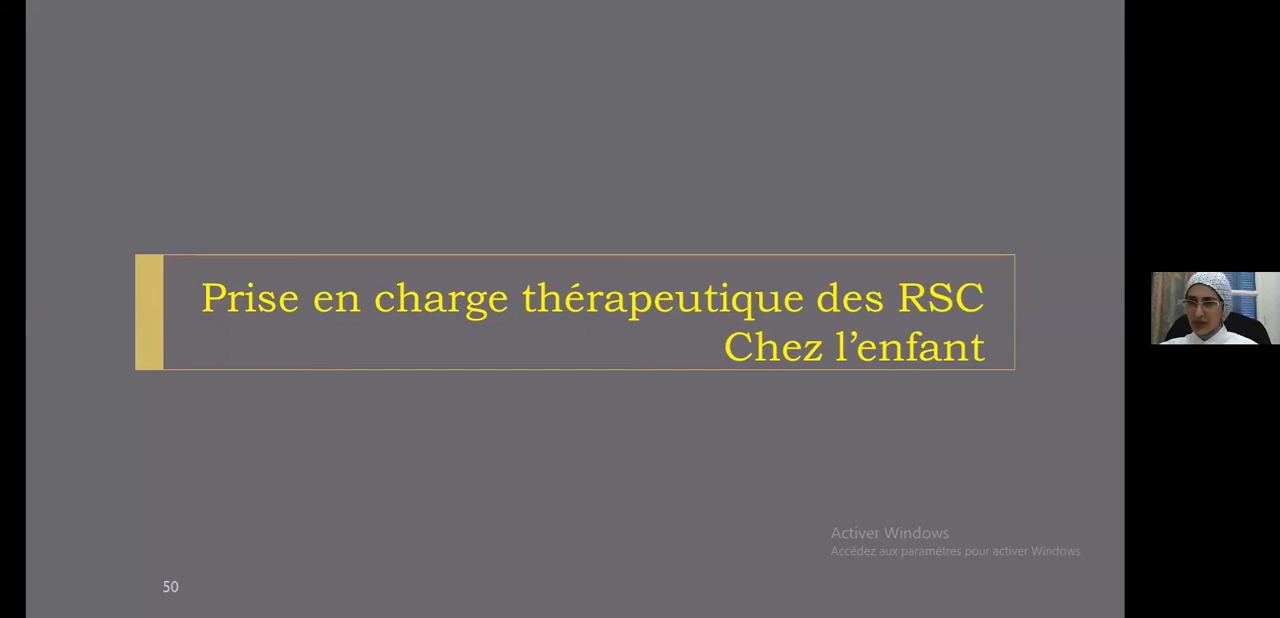 Prise en charge thérapeutique des RSC
Chez l’enfant
Activer Windows
Accédez aux paramètres pour activer Windows.
50